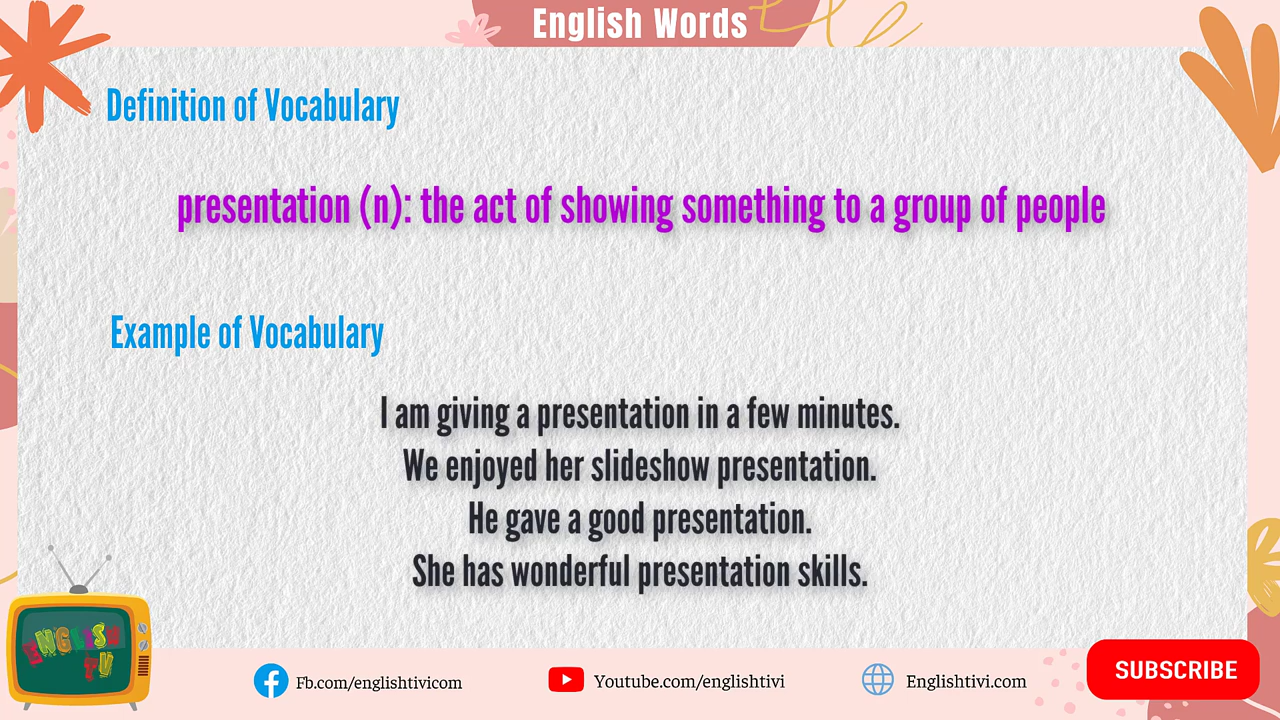 English Words
Definition of Vocabulary
presentation (n): the act of showing something to a group of people
Example of Vocabulary
I am giving a presentation in a few minutes.
We enjoyed her slideshow presentation.
He gave a good presentation.
She has wonderful presentation skills.
ENGLISH
TV
Fb.com/englishtivicom
Youtube.com/englishtivi
Englishtivi.com
SUBSCRIBE